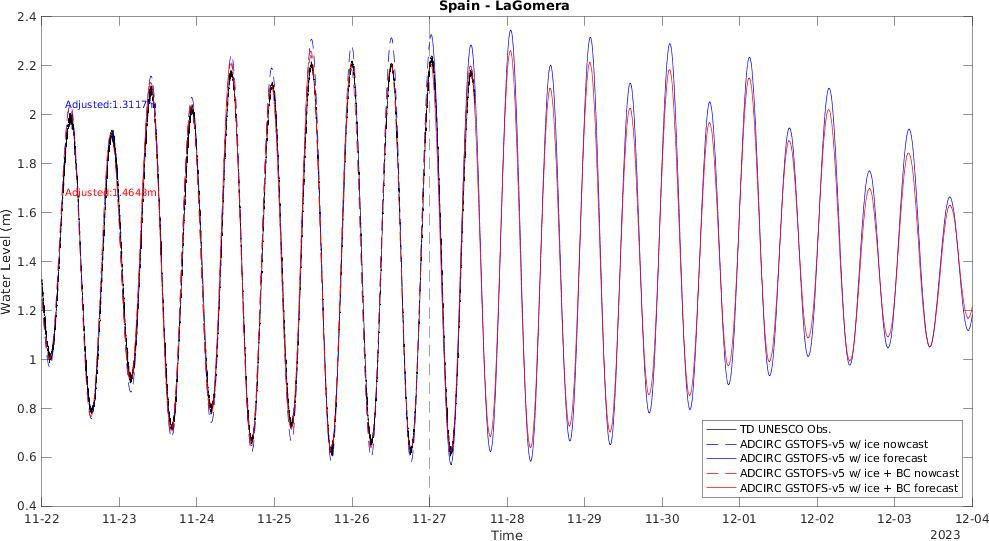 Spain - LaGomera
2.4
2.2
2
1.8
1.6
1.4
1.2
1
0.8
0.6
0.4
Water Level (m)
Adjusted:1.3117m
Adjusted:1.4643m
TD UNESCO Obs.
ADCIRC GSTOFS-v5 w/ ice nowcast
ADCIRC GSTOFS-v5 w/ ice forecast
ADCIRC GSTOFS-v5 w/ ice + BC nowcast
ADCIRC GSTOFS-v5 w/ ice + BC forecast
11-22 11-23 11-24 11-25 11-26 11-27 11-28 11-29 11-30 12-01 12-02 12-03 12-04
Time
2023